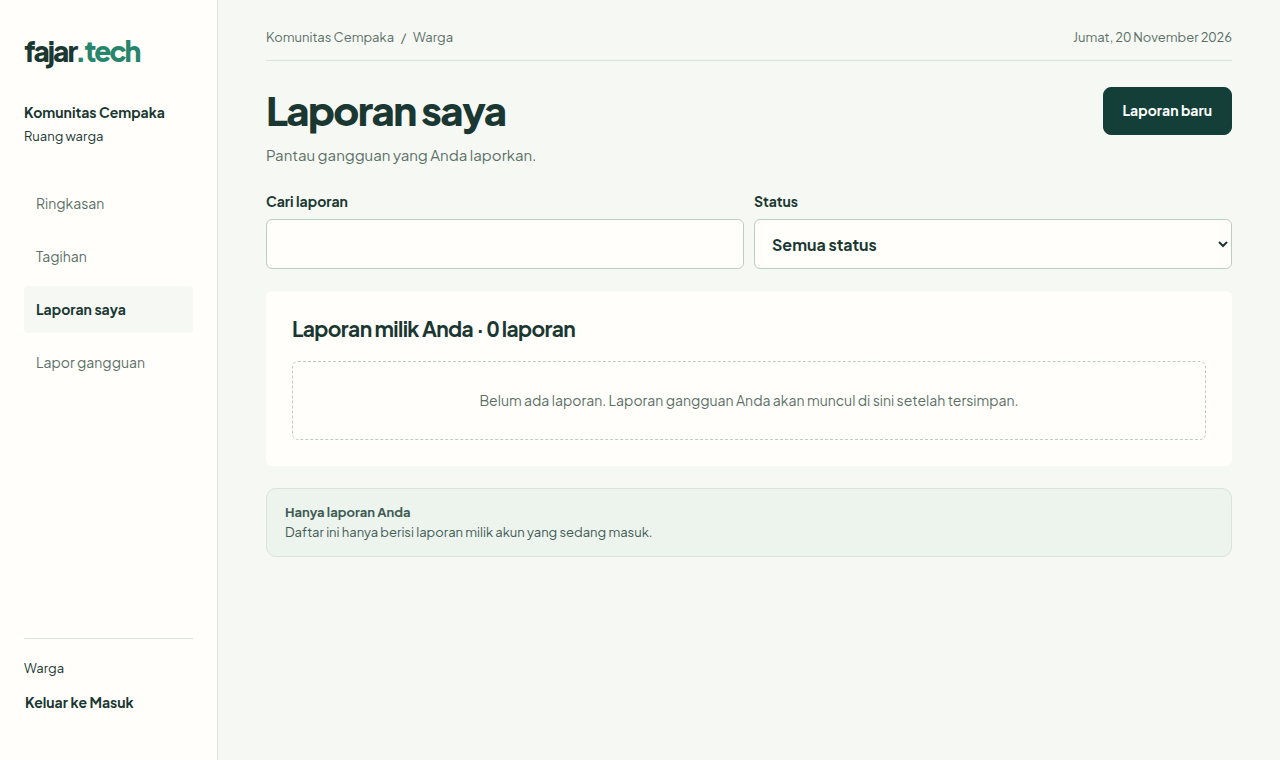 fajar.tech
Komunitas Cempaka
Ruang warga
Ringkasan
Tagihan
Laporan saya
Lapor gangguan
Warga
Keluar ke Masuk
Komunitas Cempaka / Warga
Jumat, 20 November 2026
Laporan saya
Laporan baru
Pantau gangguan yang Anda laporkan.
Cari laporan
Status
Semua status
Laporan milik Anda · 0 laporan
Belum ada laporan. Laporan gangguan Anda akan muncul di sini setelah tersimpan.
Hanya laporan Anda
Daftar ini hanya berisi laporan milik akun yang sedang masuk.